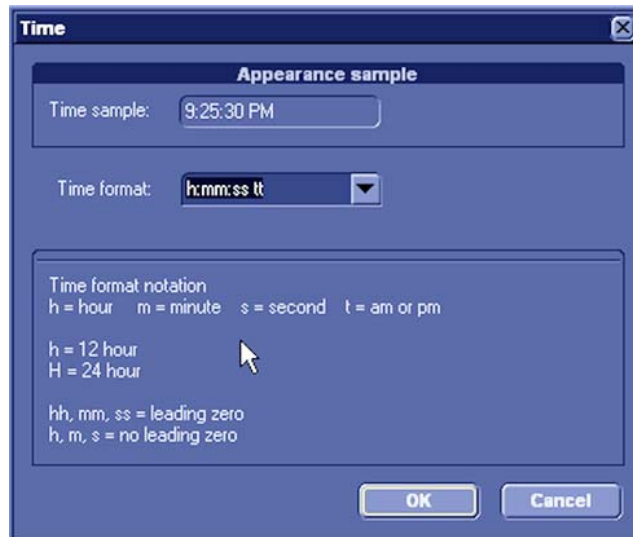 Time
Appearance sample
Time sample: 9:25:30 PM
Time format: h:mm:ss tt
Time format notation
h = hour m = minute s = second t = am or pm
h = 12 hour
H = 24 hour
hh, mm, ss = leading zero
h, m, s = no leading zero
OK Cancel